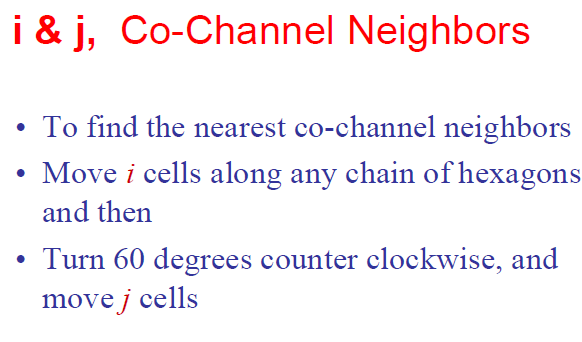 i & j, Co-Channel Neighbors
• To find the nearest co-channel neighbors
• Move i cells along any chain of hexagons
and then
• Turn 60 degrees counter clockwise, and
move j cells